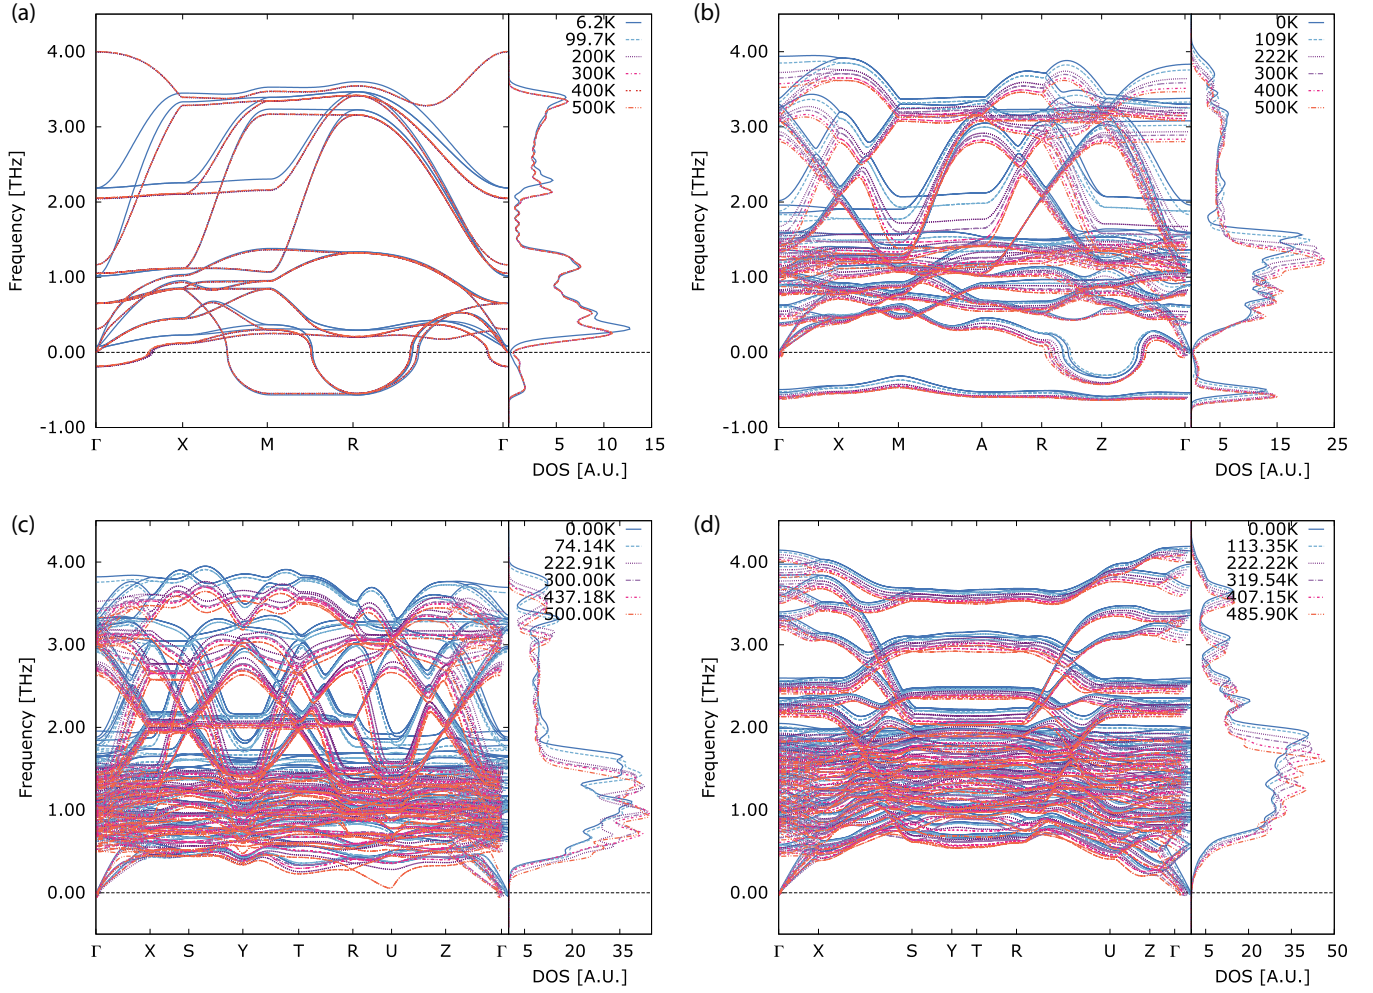 (a)
6.2K
99.7K
200K
300K
400K
500K
4.00
3.00
2.00
1.00
0.00
-1.00
Frequency [THz]
Γ X M R Γ 5 10 15
DOS [A.U.]
(b)
0K
109K
222K
300K
400K
500K
4.00
3.00
2.00
1.00
0.00
-1.00
Frequency [THz]
Γ X M A R Z Γ 5 15 25
DOS [A.U.]
(c)
0.00K
74.14K
222.91K
300.00K
437.18K
500.00K
4.00
3.00
2.00
1.00
0.00
Frequency [THz]
Γ X S Y T R U Z Γ 5 20 35
DOS [A.U.]
(d)
0.00K
113.35K
222.22K
319.54K
407.15K
485.90K
4.00
3.00
2.00
1.00
0.00
Frequency [THz]
Γ X S Y T R U Z Γ 5 20 35 50
DOS [A.U.]